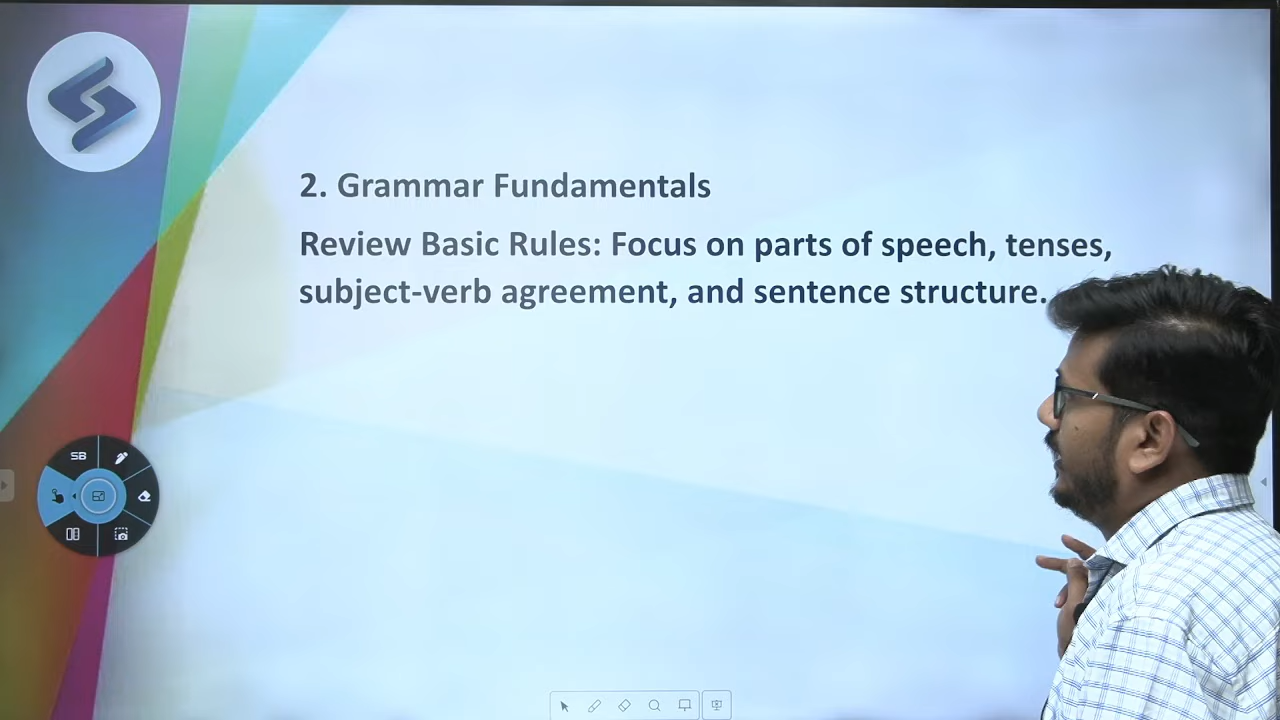 2. Grammar Fundamentals
Review Basic Rules: Focus on parts of speech, tenses,
subject-verb agreement, and sentence structure.
SB